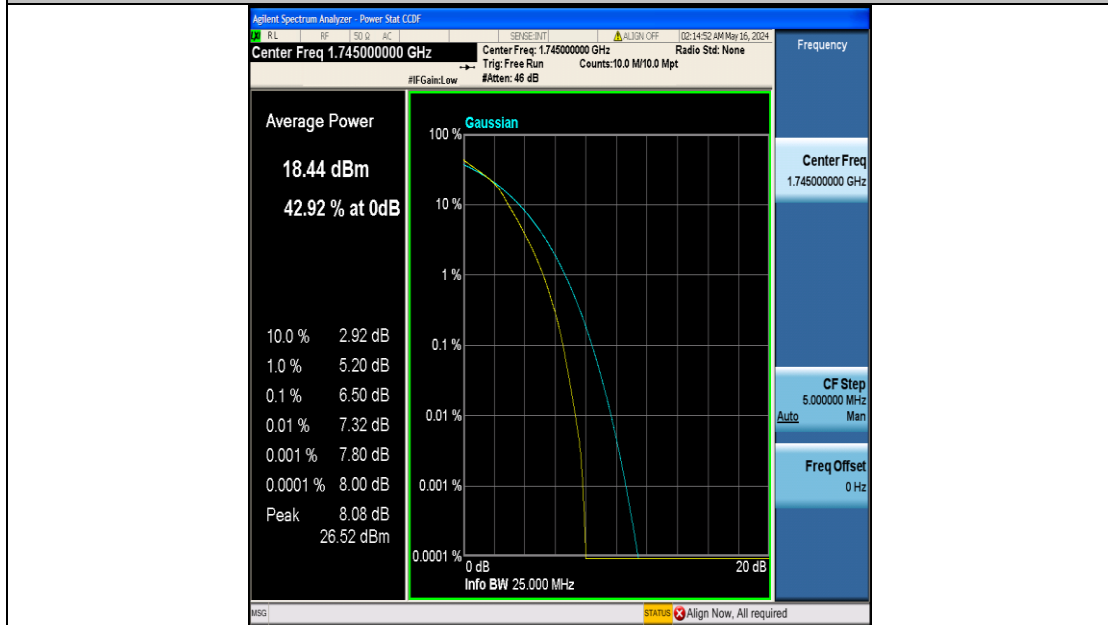 Agilent Spectrum Analyzer - Power Stat CCDF
RL RF 50 Ω AC SENSE:INT ALIGN OFF 02:14:52 AM May 16, 2024
Center Freq 1.745000000 GHz
Center Freq: 1.745000000 GHz Radio Std: None
Trig: Free Run Counts:10.0 M/10.0 Mpt
#IFGain:Low #Atten: 46 dB
Average Power
18.44 dBm
42.92 % at 0dB
10.0 % 2.92 dB
1.0 % 5.20 dB
0.1 % 6.50 dB
0.01 % 7.32 dB
0.001 % 7.80 dB
0.0001 % 8.00 dB
Peak 8.08 dB
26.52 dBm
Gaussian
100 %
10 %
1 %
0.1 %
0.01 %
0.001 %
0.0001 %
0 dB 20 dB
Info BW 25.000 MHz
Frequency
Center Freq
1.745000000 GHz
CF Step
5.000000 MHz
Auto Man
Freq Offset
0 Hz
MSG STATUS Align Now, All required